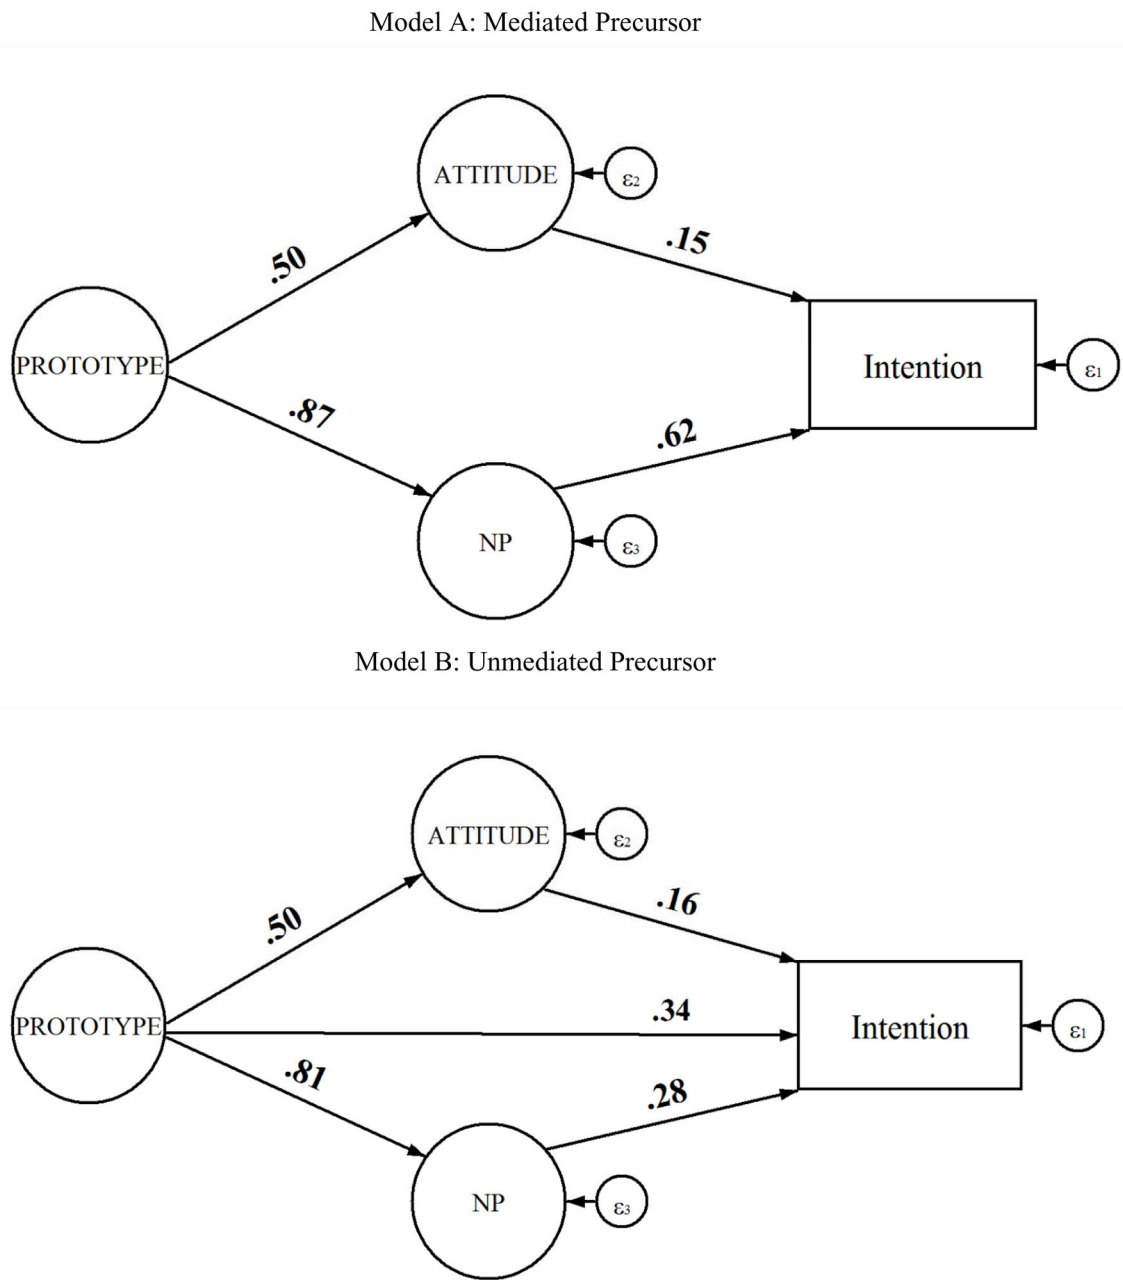 Model A: Mediated Precursor
ATTITUDE
ε2
.15
.50
PROTOTYPE
Intention
ε1
.87
.62
NP
ε3
Model B: Unmediated Precursor
ATTITUDE
ε2
.16
.50
.34
PROTOTYPE
Intention
ε1
.81
.28
NP
ε3